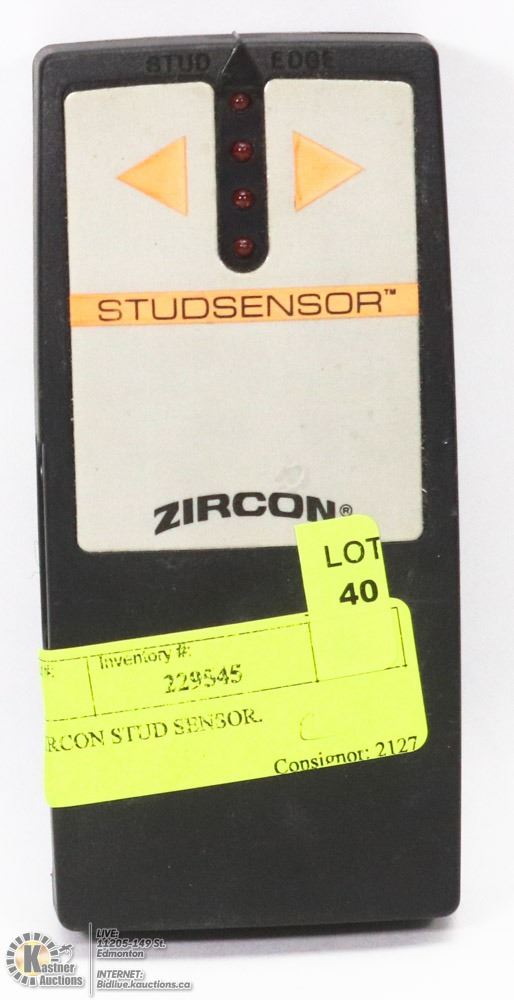 STUD EDGE
STUDSENSOR™
ZIRCON®
LOT
40
Inventory #:
229545
RCON STUD SENSOR.
Consignor: 2127
Kastner
Auctions
LIVE:
11205-149 St.
Edmonton
INTERNET:
Bidlive.kauctions.ca